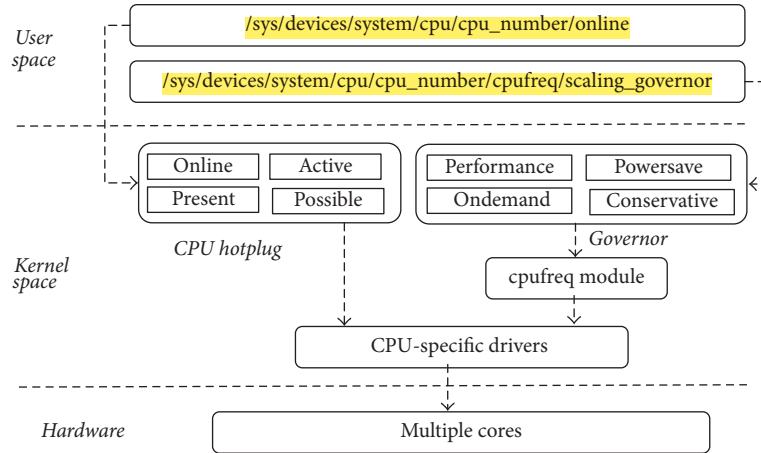 User
space
/sys/devices/system/cpu/cpu_number/online
/sys/devices/system/cpu/cpu_number/cpufreq/scaling_governor
Online Active
Present Possible
CPU hotplug
Performance Powersave
Ondemand Conservative
Governor
Kernel
space
cpufreq module
CPU-specific drivers
Hardware
Multiple cores